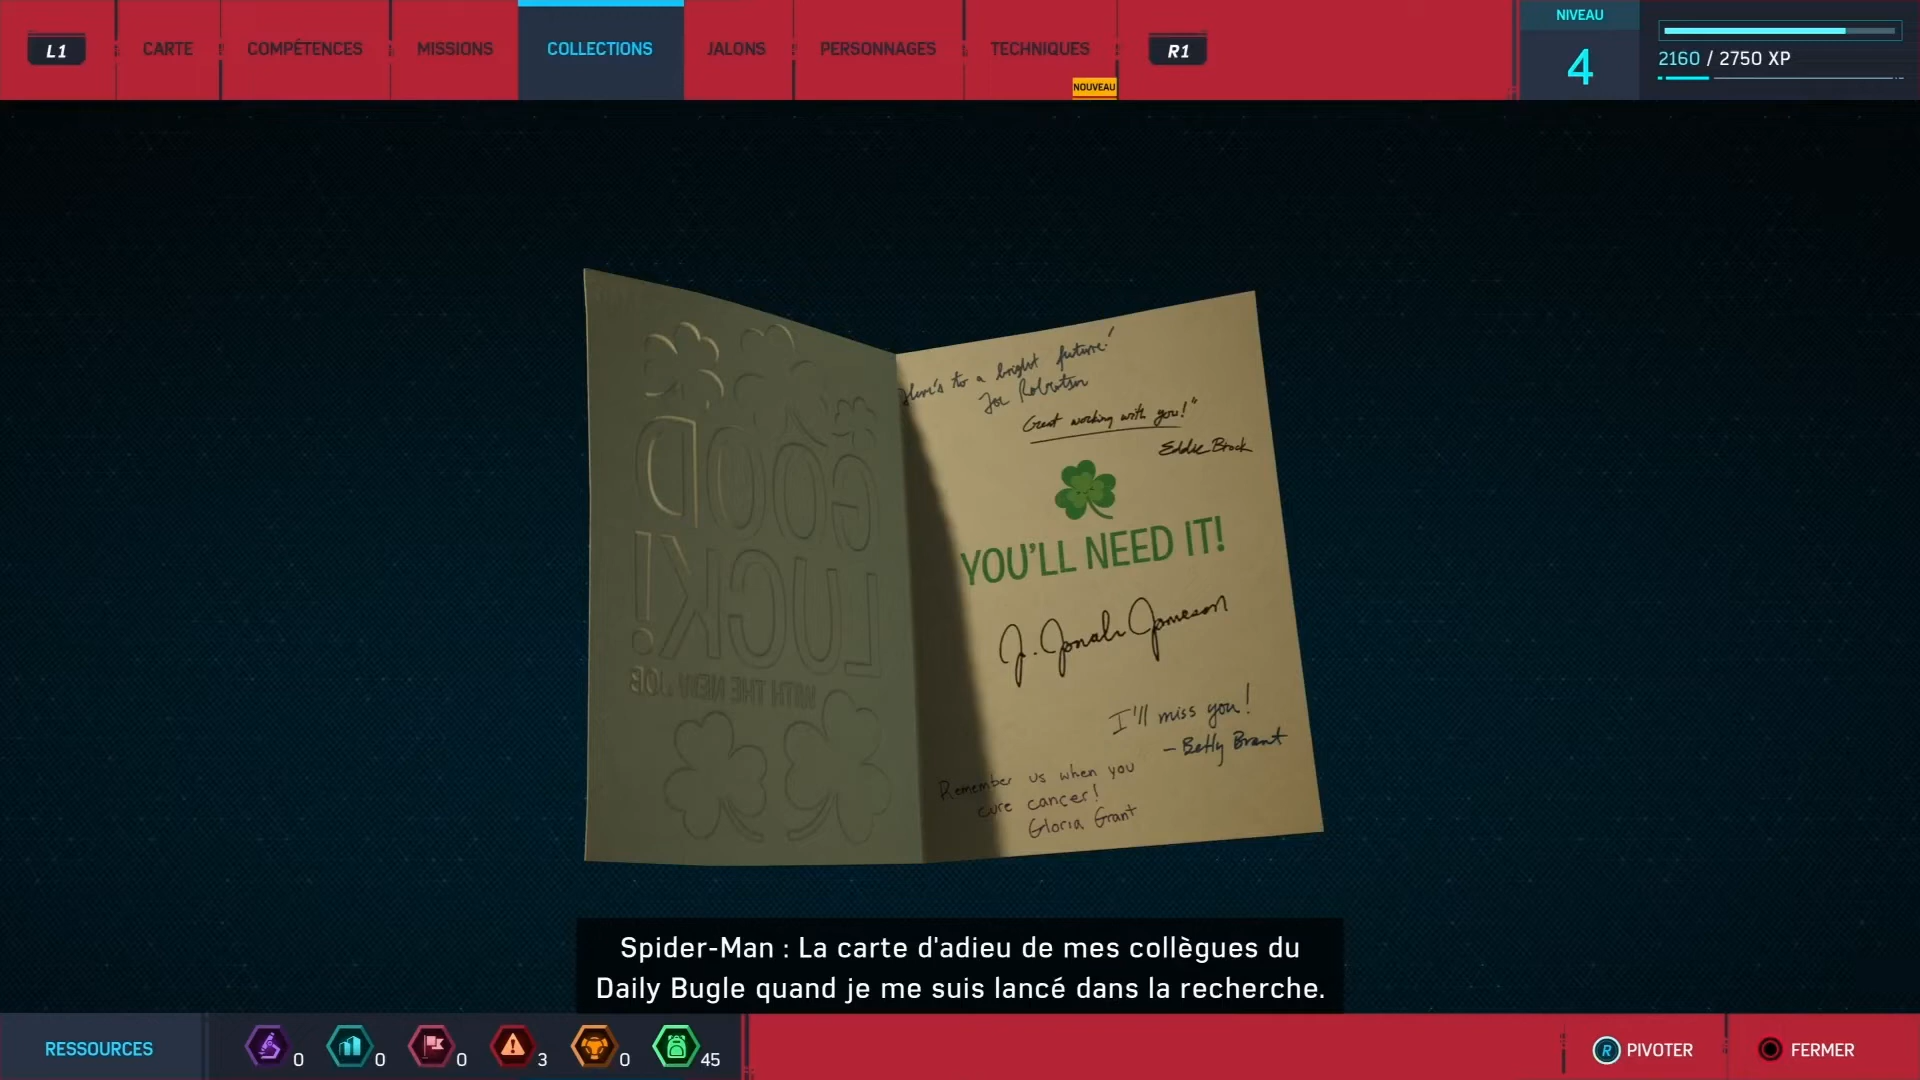 L1
CARTE
COMPÉTENCES
MISSIONS
COLLECTIONS
JALONS
PERSONNAGES
TECHNIQUES
NOUVEAU
R1
NIVEAU
4
2160 / 2750 XP
GOOD
LUCK!
WITH THE NEW JOB
Here's to a bright future!
Joe Robertson
Great working with you!"
Eddie Brock
YOU'LL NEED IT!
J. Jonah Jameson
I'll miss you!
- Betty Brant
Remember us when you
cure cancer!
Gloria Grant
Spider-Man : La carte d'adieu de mes collègues du
Daily Bugle quand je me suis lancé dans la recherche.
RESSOURCES
0
0
0
3
0
45
R PIVOTER
FERMER